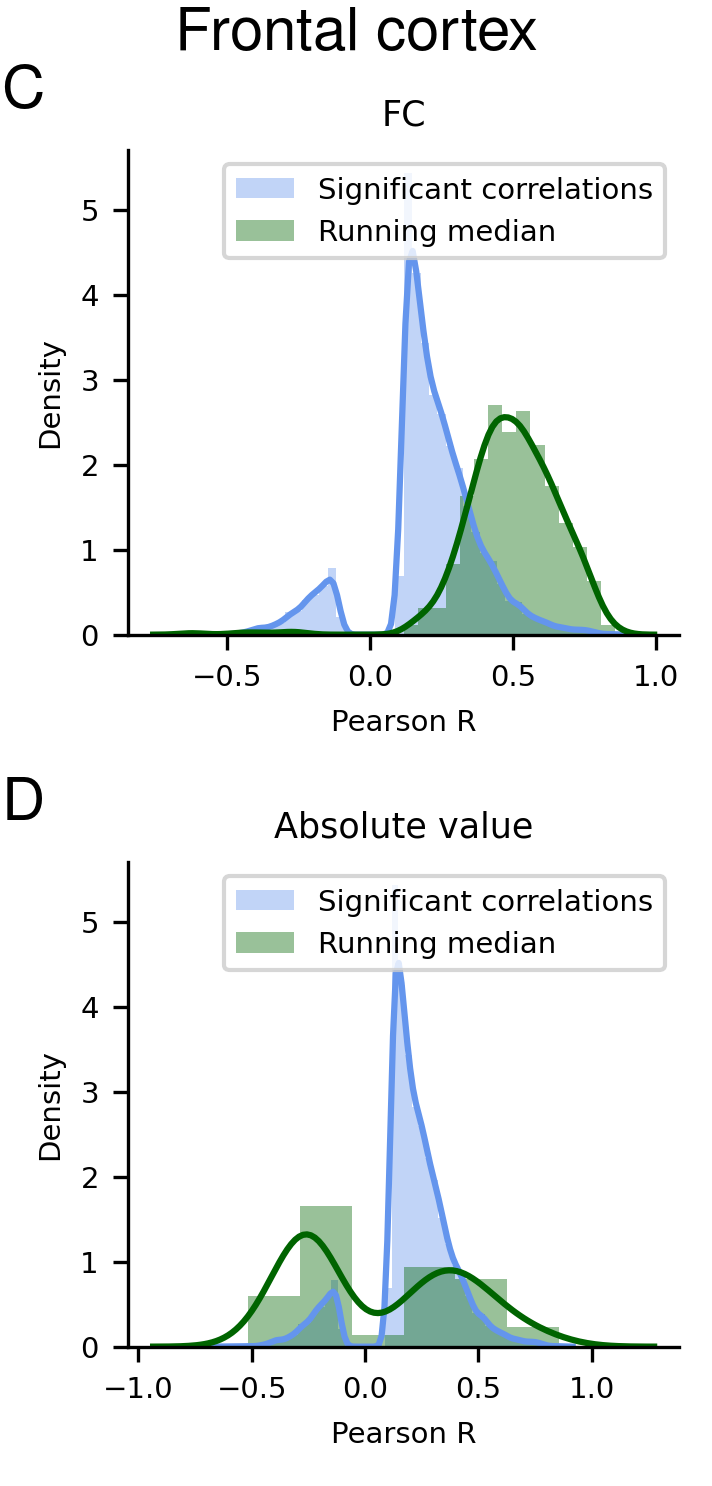 Frontal cortex
C
FC
Significant correlations
Running median
5
4
3
2
1
0
Density
−0.5 0.0 0.5 1.0
Pearson R
D
Absolute value
Significant correlations
Running median
5
4
3
2
1
0
Density
−1.0 −0.5 0.0 0.5 1.0
Pearson R